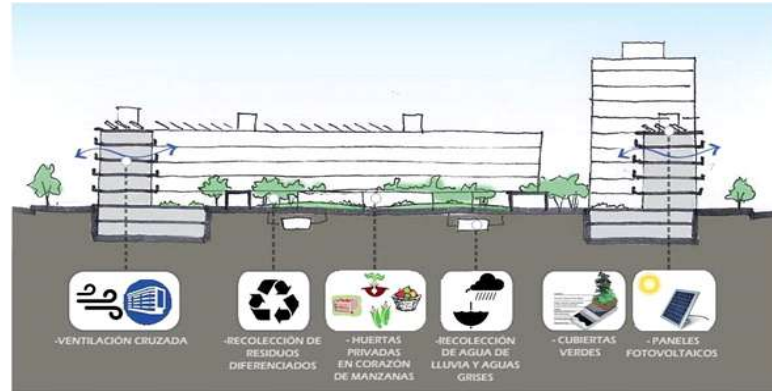 -VENTILACIÓN CRUZADA
-RECOLECCIÓN DE
RESIDUOS
DIFERENCIADOS
- HUERTAS
PRIVADAS
EN CORAZÓN
DE MANZANAS
-RECOLECCIÓN
DE AGUA DE
LLUVIA Y AGUAS
GRISES
- CUBIERTAS
VERDES
- PANELES
FOTOVOLTAICOS